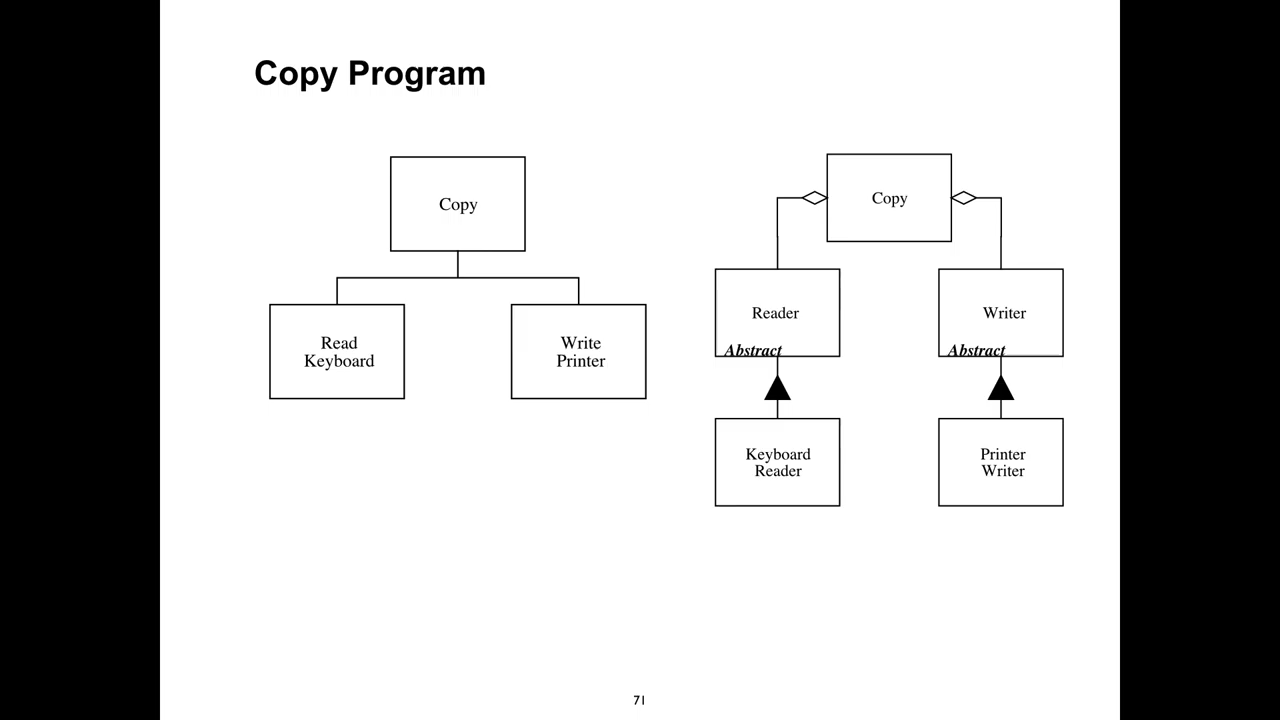 Copy Program
Copy
Read
Keyboard
Write
Printer
Copy
Reader
Abstract
Writer
Abstract
Keyboard
Reader
Printer
Writer
71